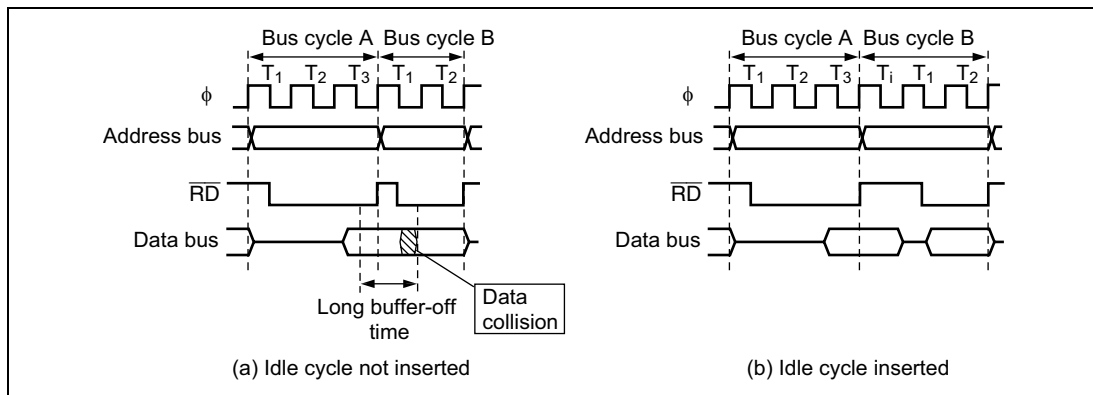 Bus cycle A Bus cycle B
T1 T2 T3 T1 T2
ϕ
Address bus
RD
Data bus
Long buffer-off
time
Data
collision
(a) Idle cycle not inserted
Bus cycle A Bus cycle B
T1 T2 T3 Ti T1 T2
ϕ
Address bus
RD
Data bus
(b) Idle cycle inserted